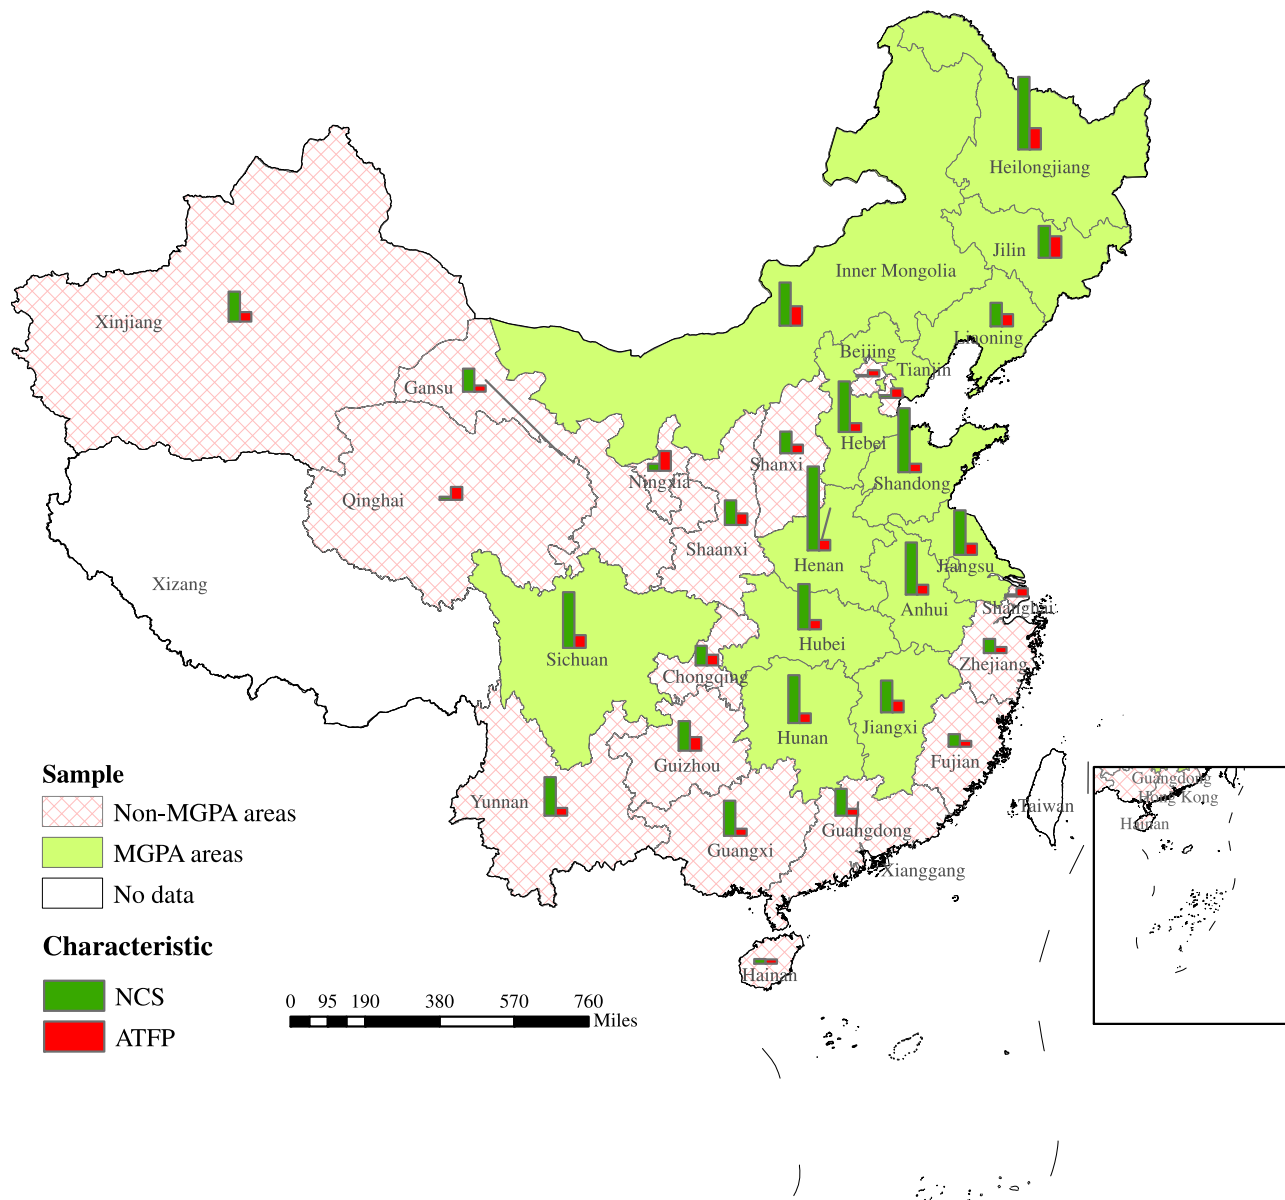 Heilongjiang
Jilin
Inner Mongolia
Liaoning
Xinjiang
Beijing
Tianjin
Gansu
Hebei
Shanxi
Ningxia
Shandong
Qinghai
Shaanxi
Henan
Jiangsu
Xizang
Anhui
Shanghai
Hubei
Sichuan
Zhejiang
Chongqing
Jiangxi
Hunan
Guizhou
Fujian
Sample
Non-MGPA areas
MGPA areas
No data
Yunnan
Guangxi
Guangdong
Xianggang
Taiwan
Guangdong
Hong Kong
Hainan
Characteristic
NCS
ATFP
Hainan
0 95 190 380 570 760
Miles